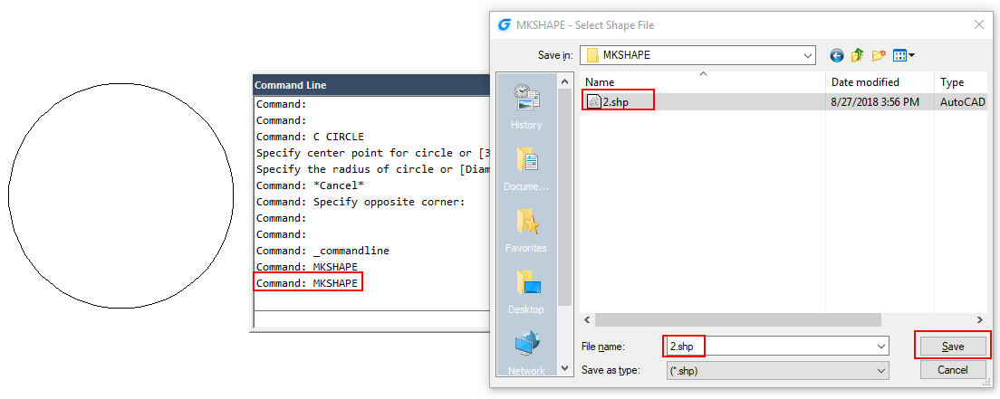 Command Line
Command:
Command:
Command: C CIRCLE
Specify center point for circle or [3
Specify the radius of circle or [Diam
Command: *Cancel*
Command: Specify opposite corner:
Command:
Command:
Command: _commandline
Command: MKSHAPE
Command: MKSHAPE
MKSHAPE - Select Shape File
Save in: MKSHAPE
History
Docume...
Favorites
Desktop
Network
Name Date modified Type
2.shp 8/27/2018 3:56 PM AutoCAD
File name: 2.shp Save
Save as type: (*.shp) Cancel